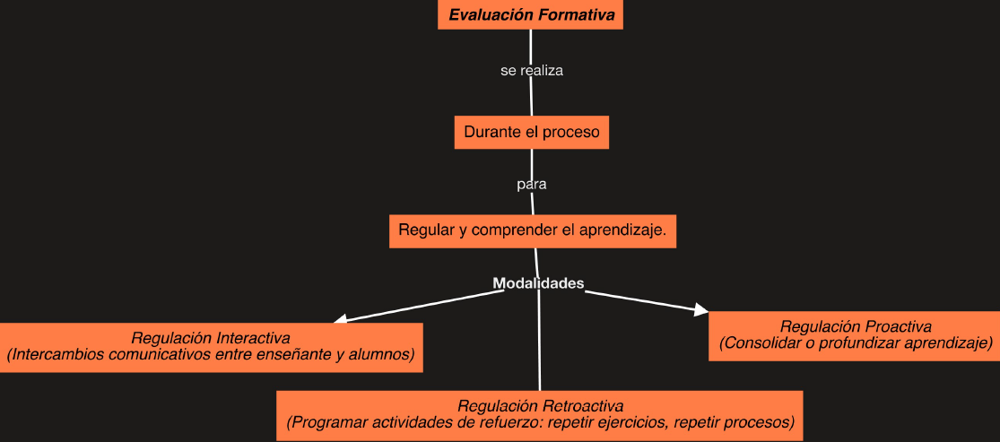 Evaluación Formativa
se realiza
Durante el proceso
para
Regular y comprender el aprendizaje.
Modalidades
Regulación Interactiva
(Intercambios comunicativos entre enseñante y alumnos)
Regulación Proactiva
(Consolidar o profundizar aprendizaje)
Regulación Retroactiva
(Programar actividades de refuerzo: repetir ejercicios, repetir procesos)